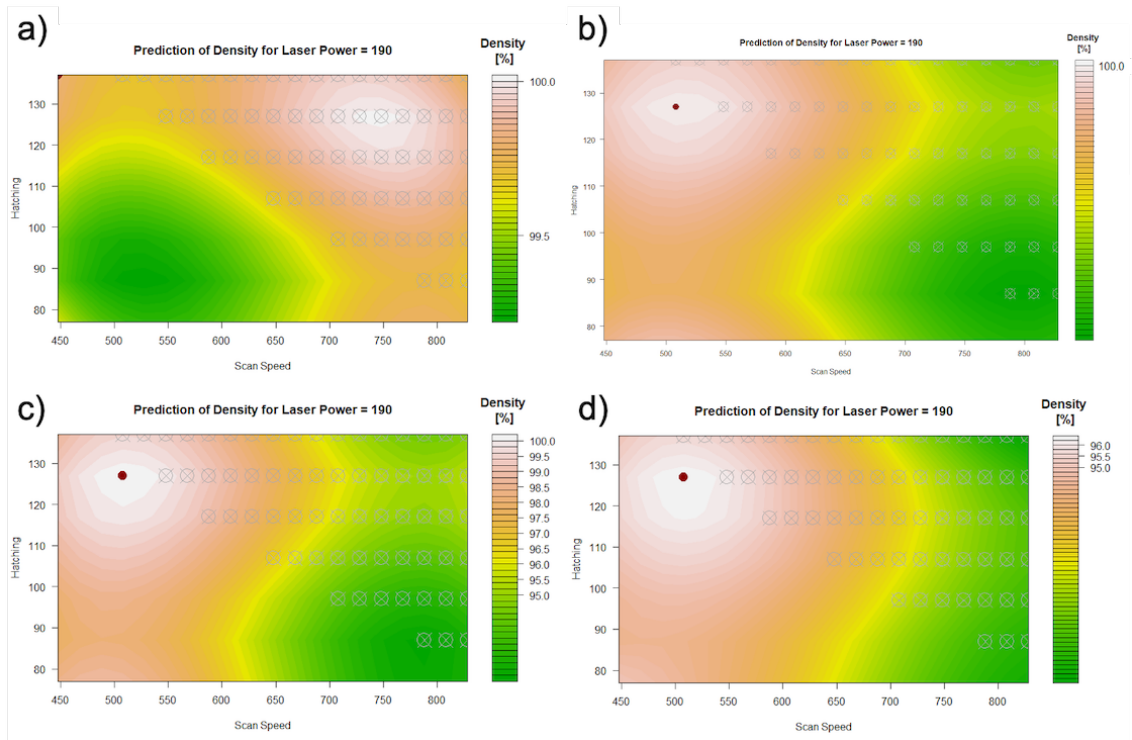 a)
Prediction of Density for Laser Power = 190
Density
[%]
100.0
99.5
Hatching
130
120
110
100
90
80
450 500 550 600 650 700 750 800
Scan Speed
b)
Prediction of Density for Laser Power = 190
Density
[%]
100.0
Hatching
130
120
110
100
90
80
450 500 550 600 650 700 750 800
Scan Speed
c)
Prediction of Density for Laser Power = 190
Density
[%]
100.0
99.5
99.0
98.5
98.0
97.5
97.0
96.5
96.0
95.5
95.0
Hatching
130
120
110
100
90
80
450 500 550 600 650 700 750 800
Scan Speed
d)
Prediction of Density for Laser Power = 190
Density
[%]
96.0
95.5
95.0
Hatching
130
120
110
100
90
80
450 500 550 600 650 700 750 800
Scan Speed